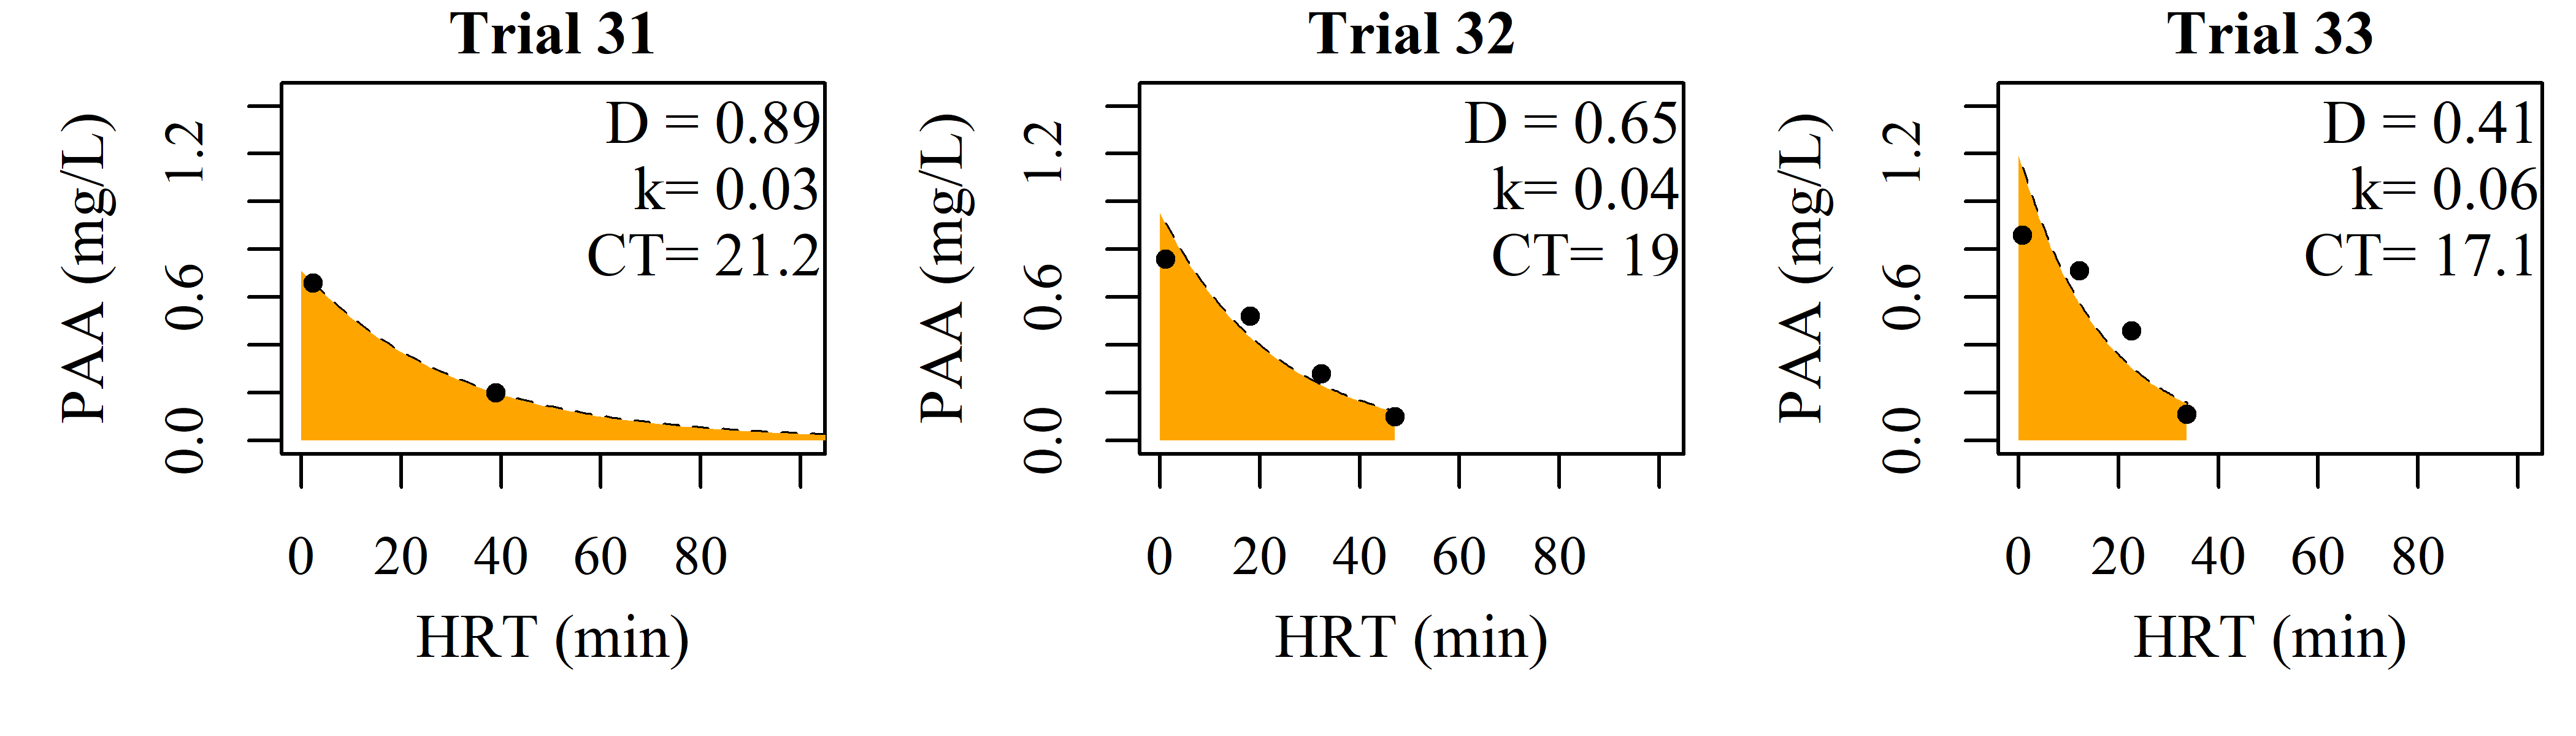 Trial 31
D = 0.89
k= 0.03
CT= 21.2
PAA (mg/L)
0.0 0.6 1.2
0 20 40 60 80
HRT (min)
Trial 32
D = 0.65
k= 0.04
CT= 19
PAA (mg/L)
0.0 0.6 1.2
0 20 40 60 80
HRT (min)
Trial 33
D = 0.41
k= 0.06
CT= 17.1
PAA (mg/L)
0.0 0.6 1.2
0 20 40 60 80
HRT (min)